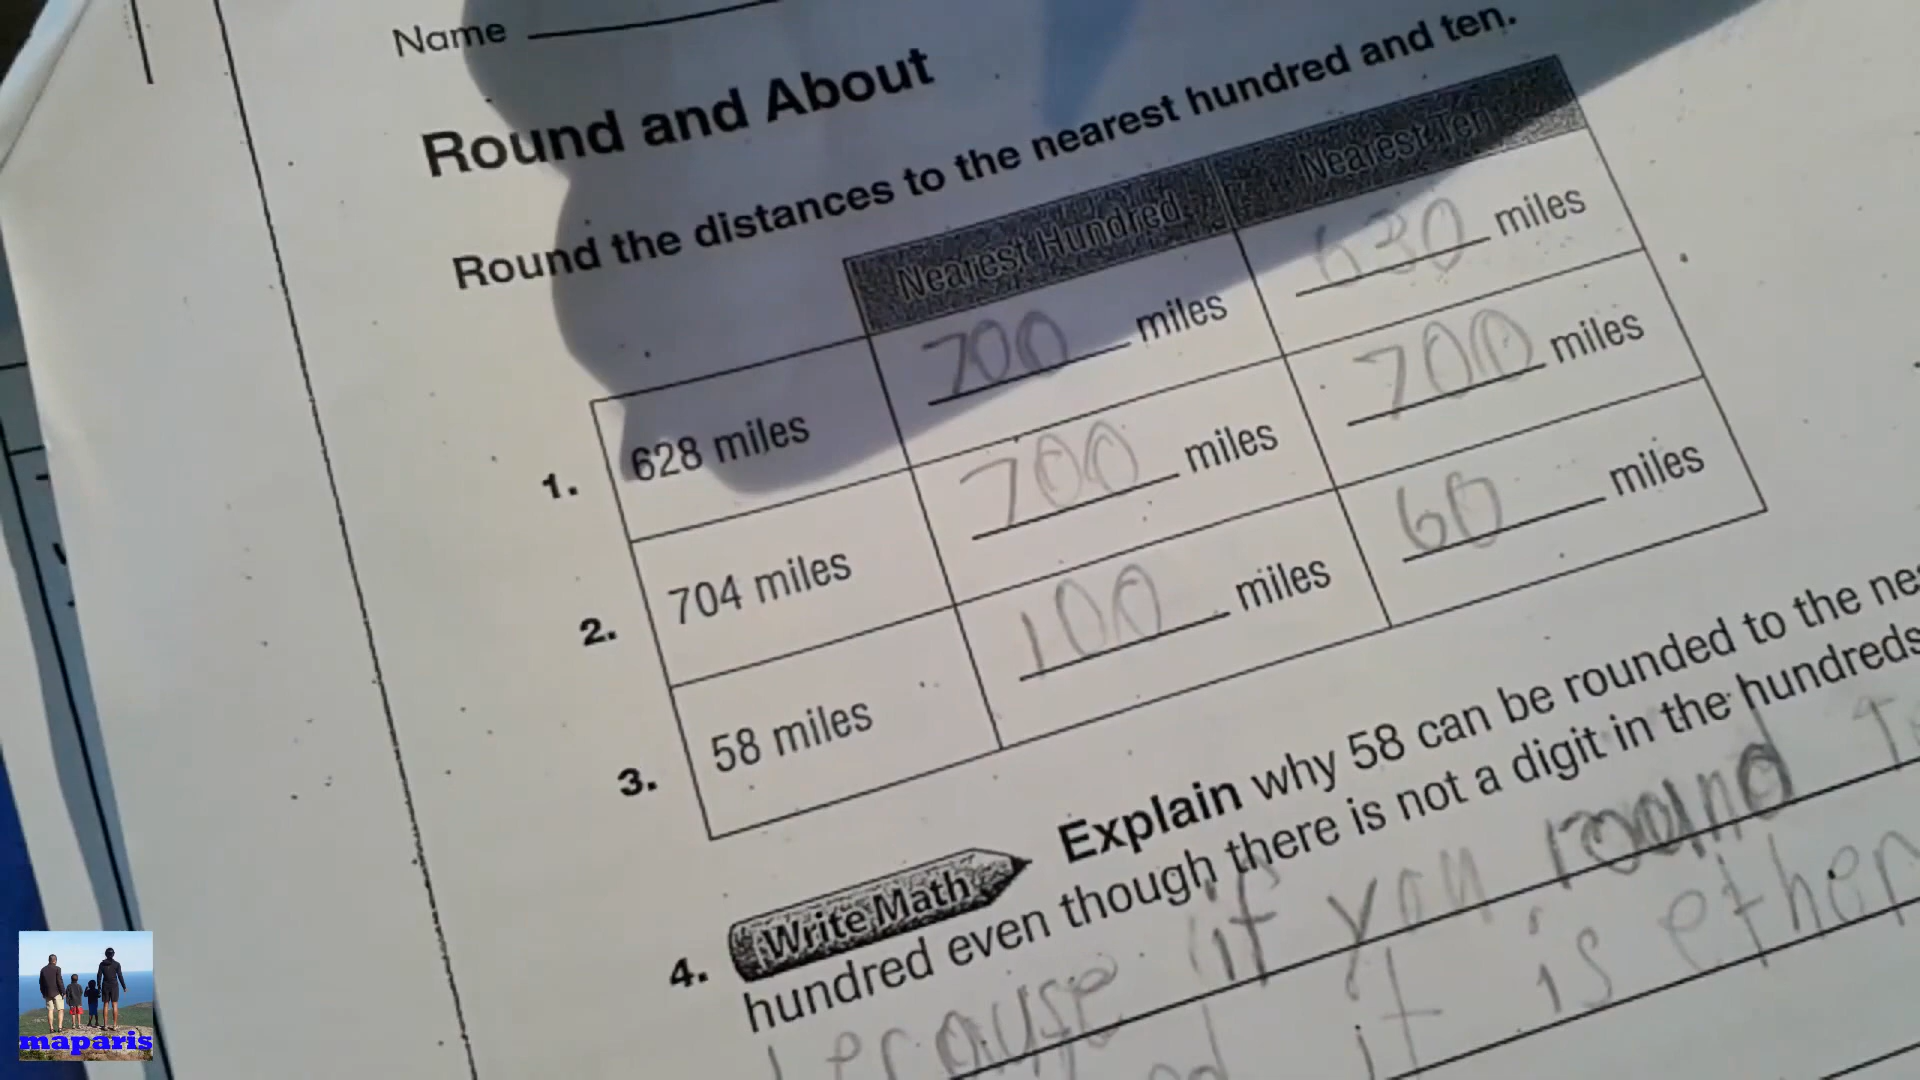 Name
Round and About
Round the distances to the nearest hundred and ten.
Nearest Hundred Nearest Ten
1. 628 miles 700 miles 630 miles
2. 704 miles 700 miles 700 miles
3. 58 miles 100 miles 60 miles
4. Write Math Explain why 58 can be rounded to the
hundred even though there is not a digit in the hundreds
because if you round
it is ether
maparis